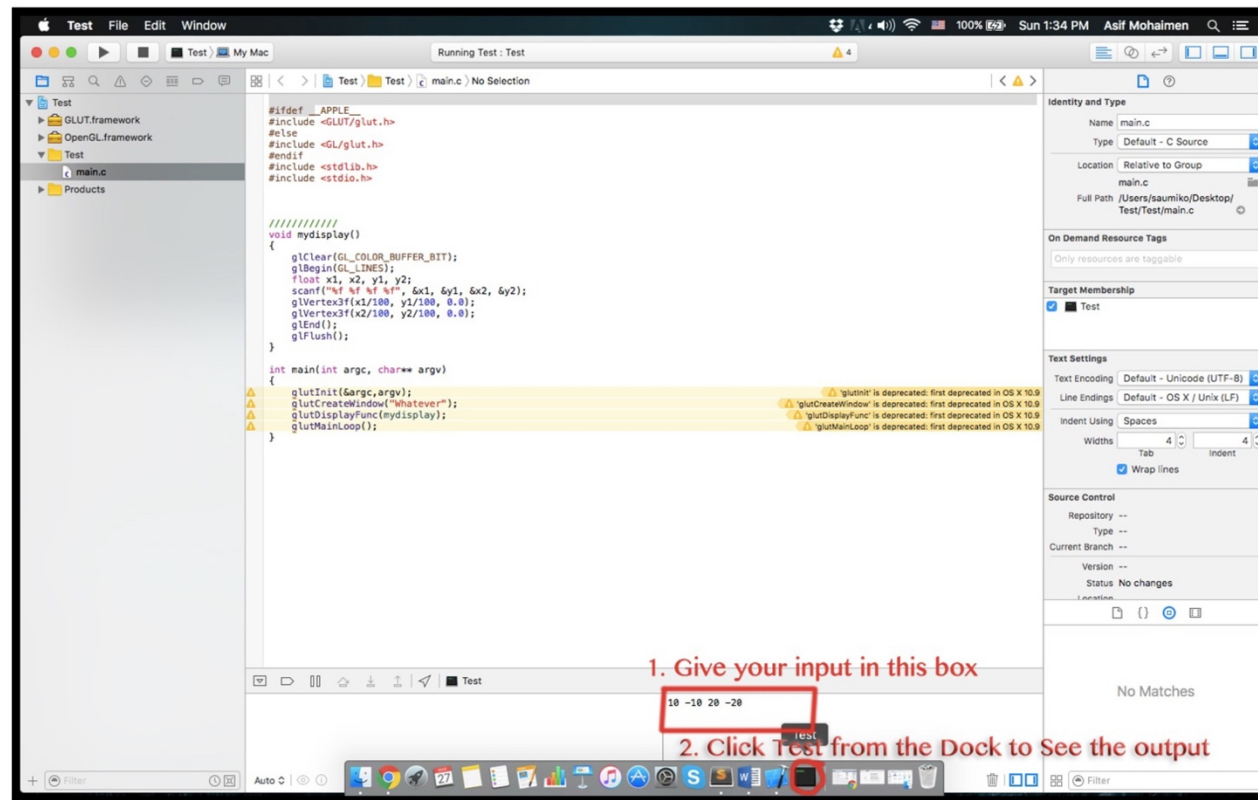 Test File Edit Window 100% Sun 1:34 PM Asif Mohaimen
Test My Mac Running Test : Test 4
Test Test main.c No Selection
Test
GLUT.framework
OpenGL.framework
Test
main.c
Products
#ifdef __APPLE__
#include <GLUT/glut.h>
#else
#include <GL/glut.h>
#endif
#include <stdlib.h>
#include <stdio.h>
////////////
void mydisplay()
{
glClear(GL_COLOR_BUFFER_BIT);
glBegin(GL_LINES);
float x1, x2, y1, y2;
scanf("%f %f %f %f", &x1, &y1, &x2, &y2);
glVertex3f(x1/100, y1/100, 0.0);
glVertex3f(x2/100, y2/100, 0.0);
glEnd();
glFlush();
}
int main(int argc, char** argv)
{
glutInit(&argc,argv); 'glutInit' is deprecated: first deprecated in OS X 10.9
glutCreateWindow("Whatever"); 'glutCreateWindow' is deprecated: first deprecated in OS X 10.9
glutDisplayFunc(mydisplay); 'glutDisplayFunc' is deprecated: first deprecated in OS X 10.9
glutMainLoop(); 'glutMainLoop' is deprecated: first deprecated in OS X 10.9
}
Identity and Type
Name main.c
Type Default - C Source
Location Relative to Group
main.c
Full Path /Users/saumiko/Desktop/
Test/Test/main.c
On Demand Resource Tags
Only resources are taggable
Target Membership
Test
Text Settings
Text Encoding Default - Unicode (UTF-8)
Line Endings Default - OS X / Unix (LF)
Indent Using Spaces
Widths 4 4
Tab Indent
Wrap lines
Source Control
Repository --
Type --
Current Branch --
Version --
Status No changes
Location
No Matches
Test
1. Give your input in this box
10 -10 20 -20
Test
2. Click Test from the Dock to See the output
Filter
Auto
27
Filter